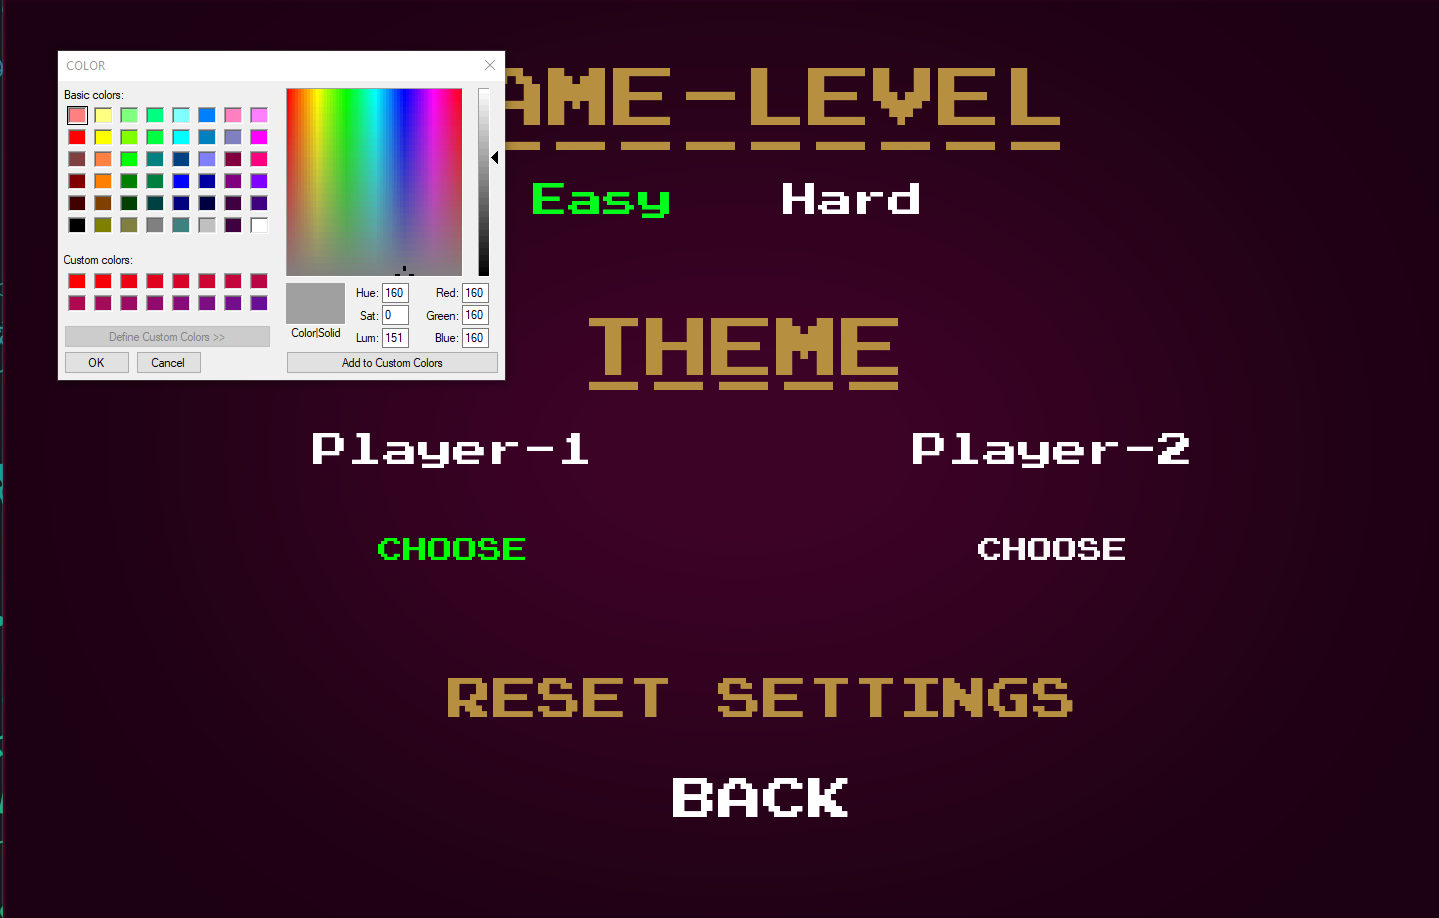 COLOR
Basic colors:
Custom colors:
Define Custom Colors >>
OK Cancel
Hue: 160 Red: 160
Sat: 0 Green: 160
Color|Solid
Lum: 151 Blue: 160
Add to Custom Colors
AME-LEVEL
Easy Hard
THEME
Player-1 Player-2
CHOOSE CHOOSE
RESET SETTINGS
BACK